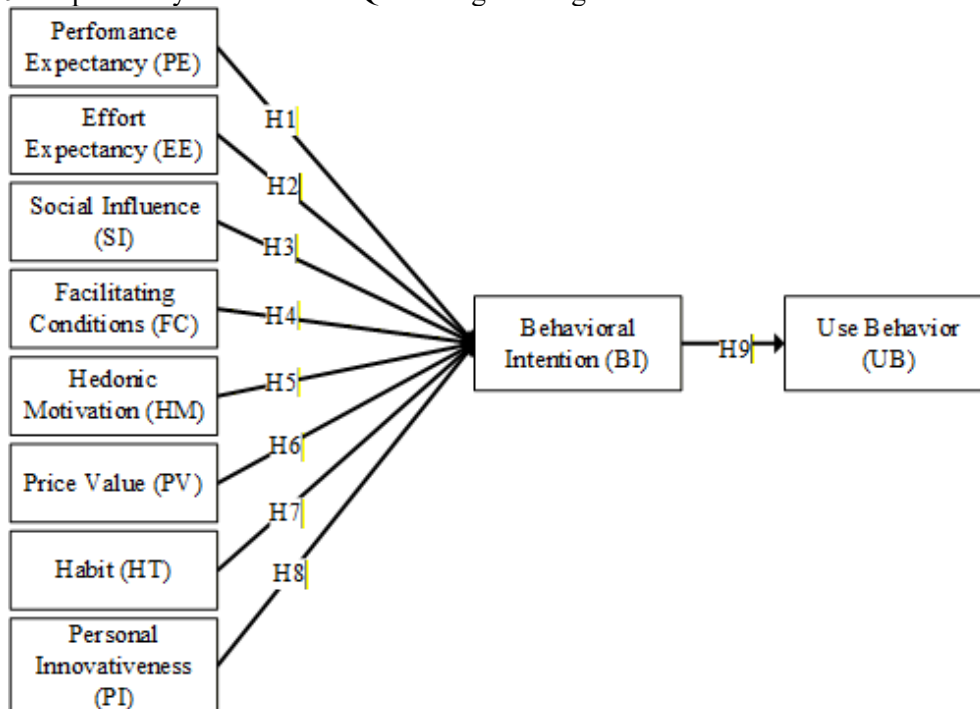 Perfomance
Expectancy (PE)
Effort
Expectancy (EE)
Social Influence
(SI)
Facilitating
Conditions (FC)
Hedonic
Motivation (HM)
Price Value (PV)
Habit (HT)
Personal
Innovativeness
(PI)
H1
H2
H3
H4
H5
H6
H7
H8
Behavioral
Intention (BI)
H9
Use Behavior
(UB)